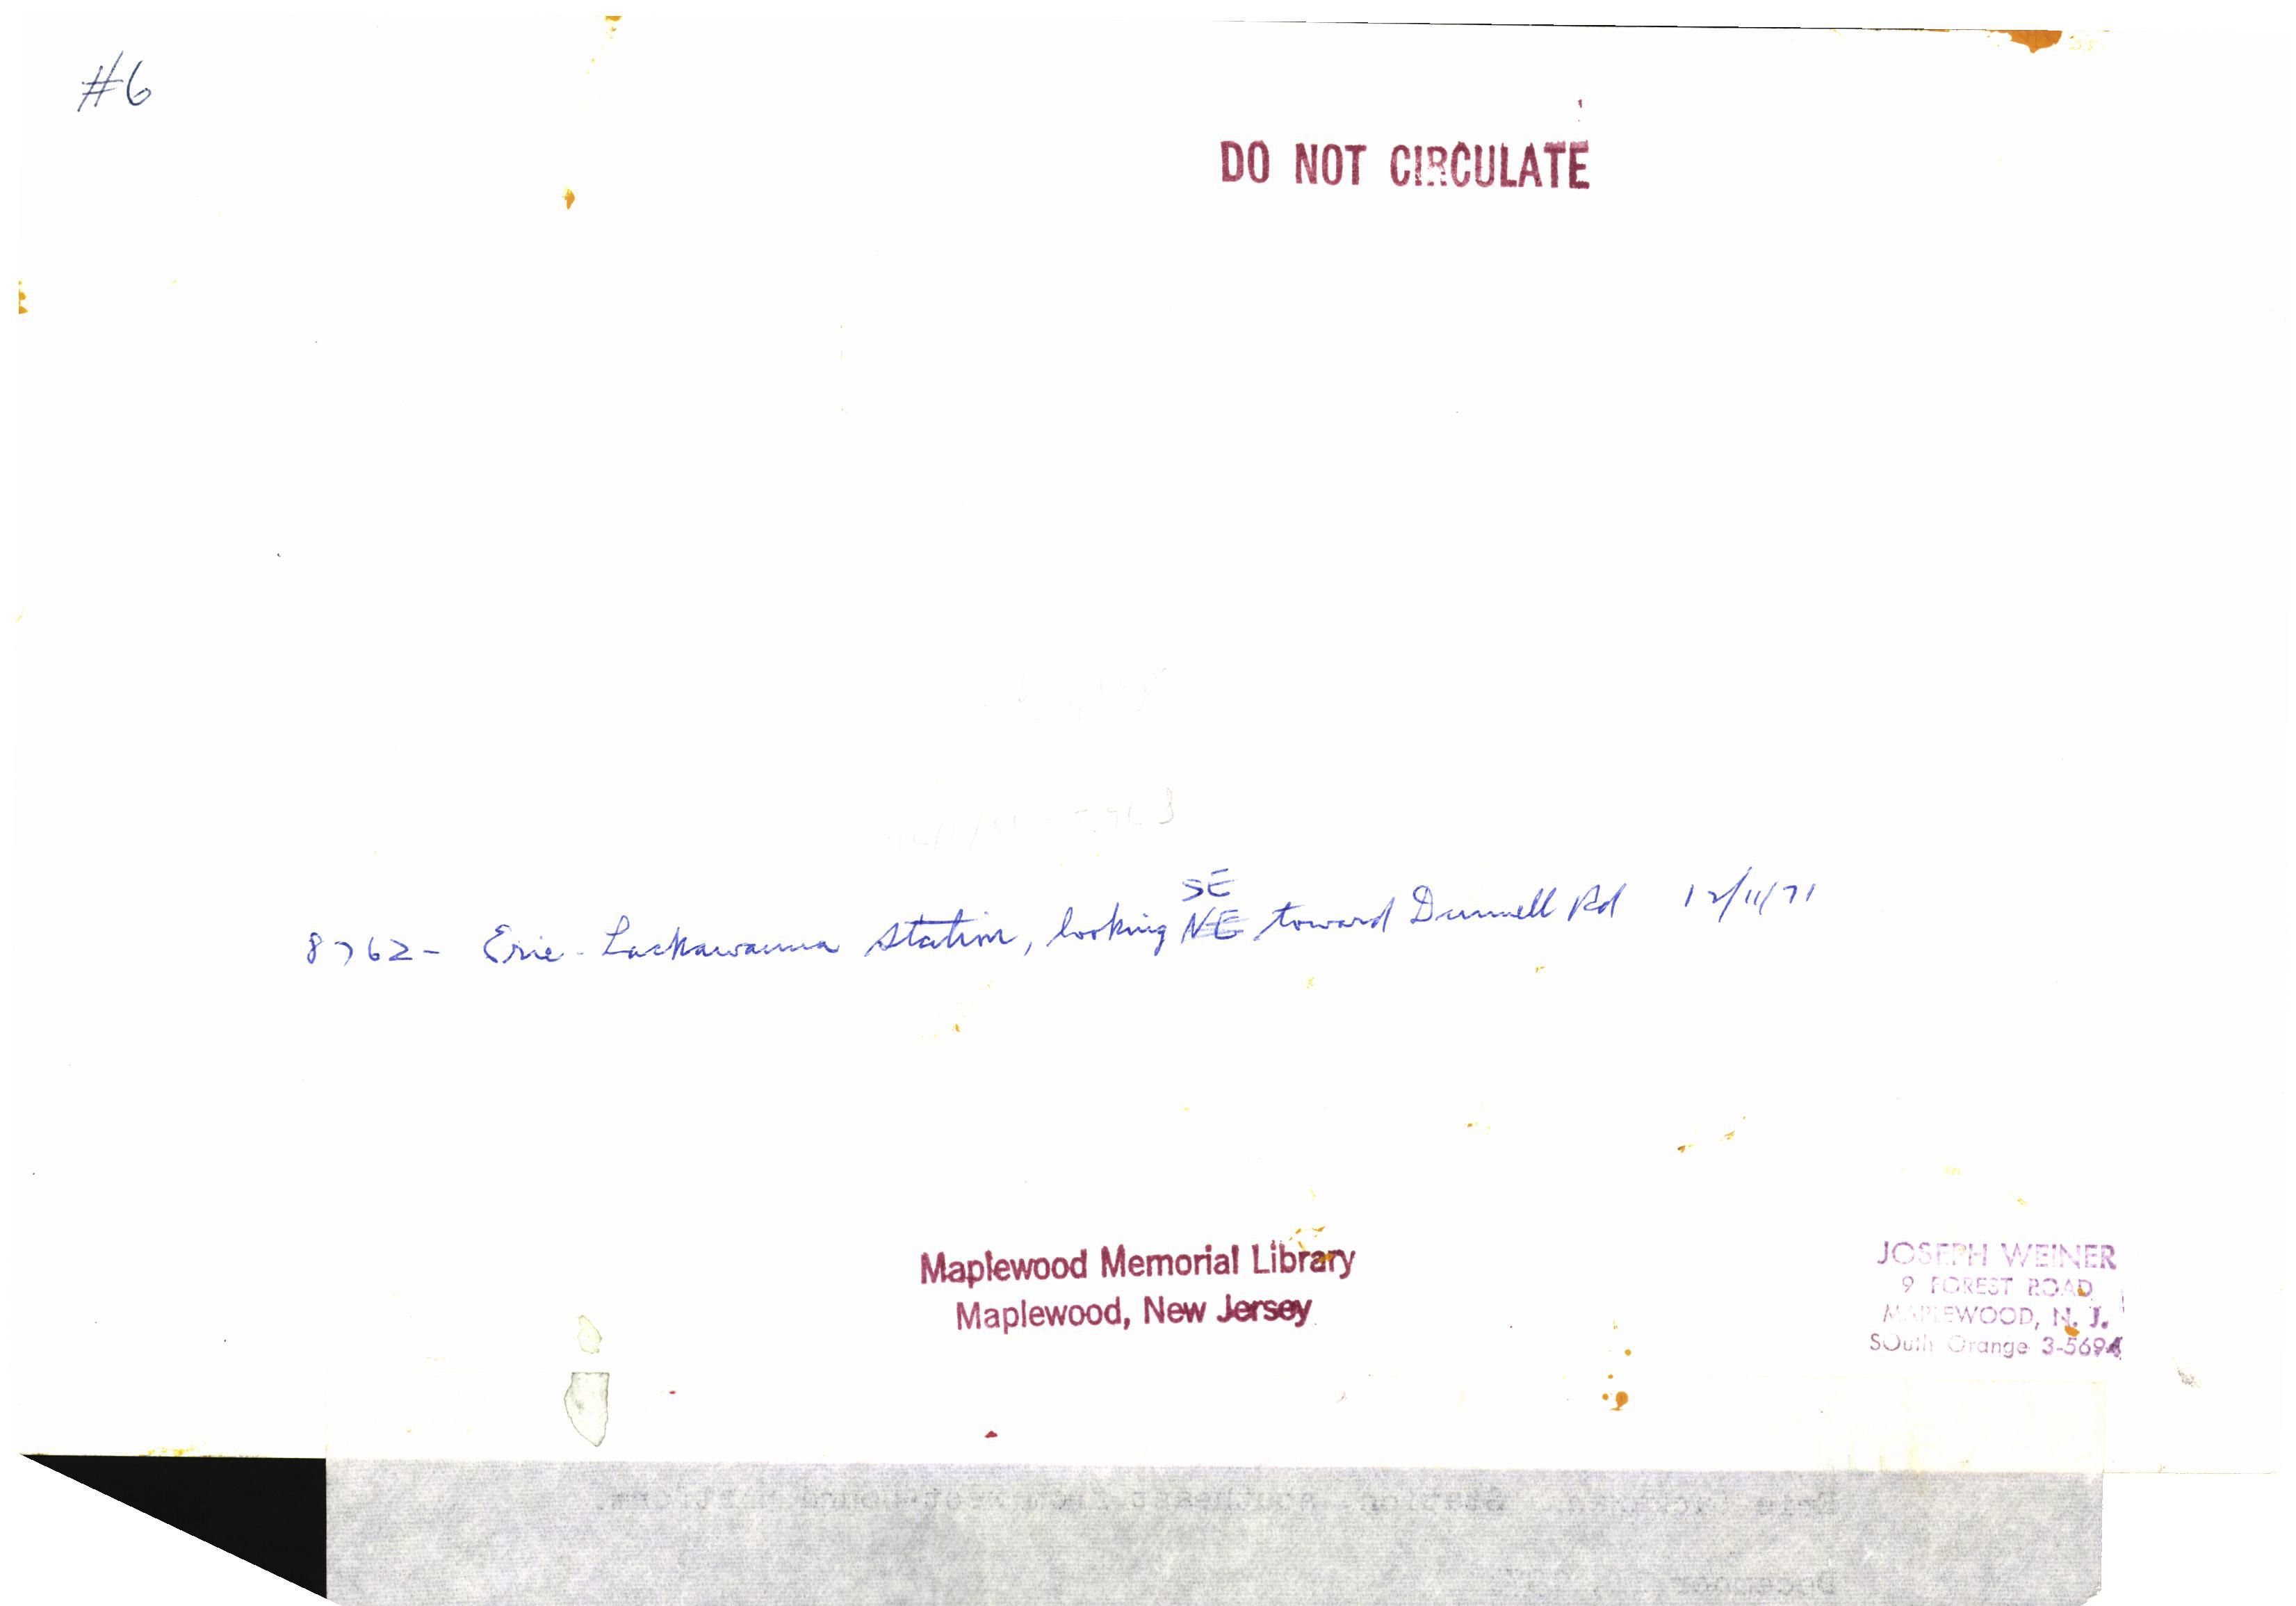 #6
DO NOT CIRCULATE
SE
8762 - Erie-Lackawanna Station, looking NE toward Dunnell Rd 12/11/71
Maplewood Memorial Library
Maplewood, New Jersey
JOSEPH WEINER
9 FOREST ROAD
MAPLEWOOD, N. J.
SOuth Orange 3-5694